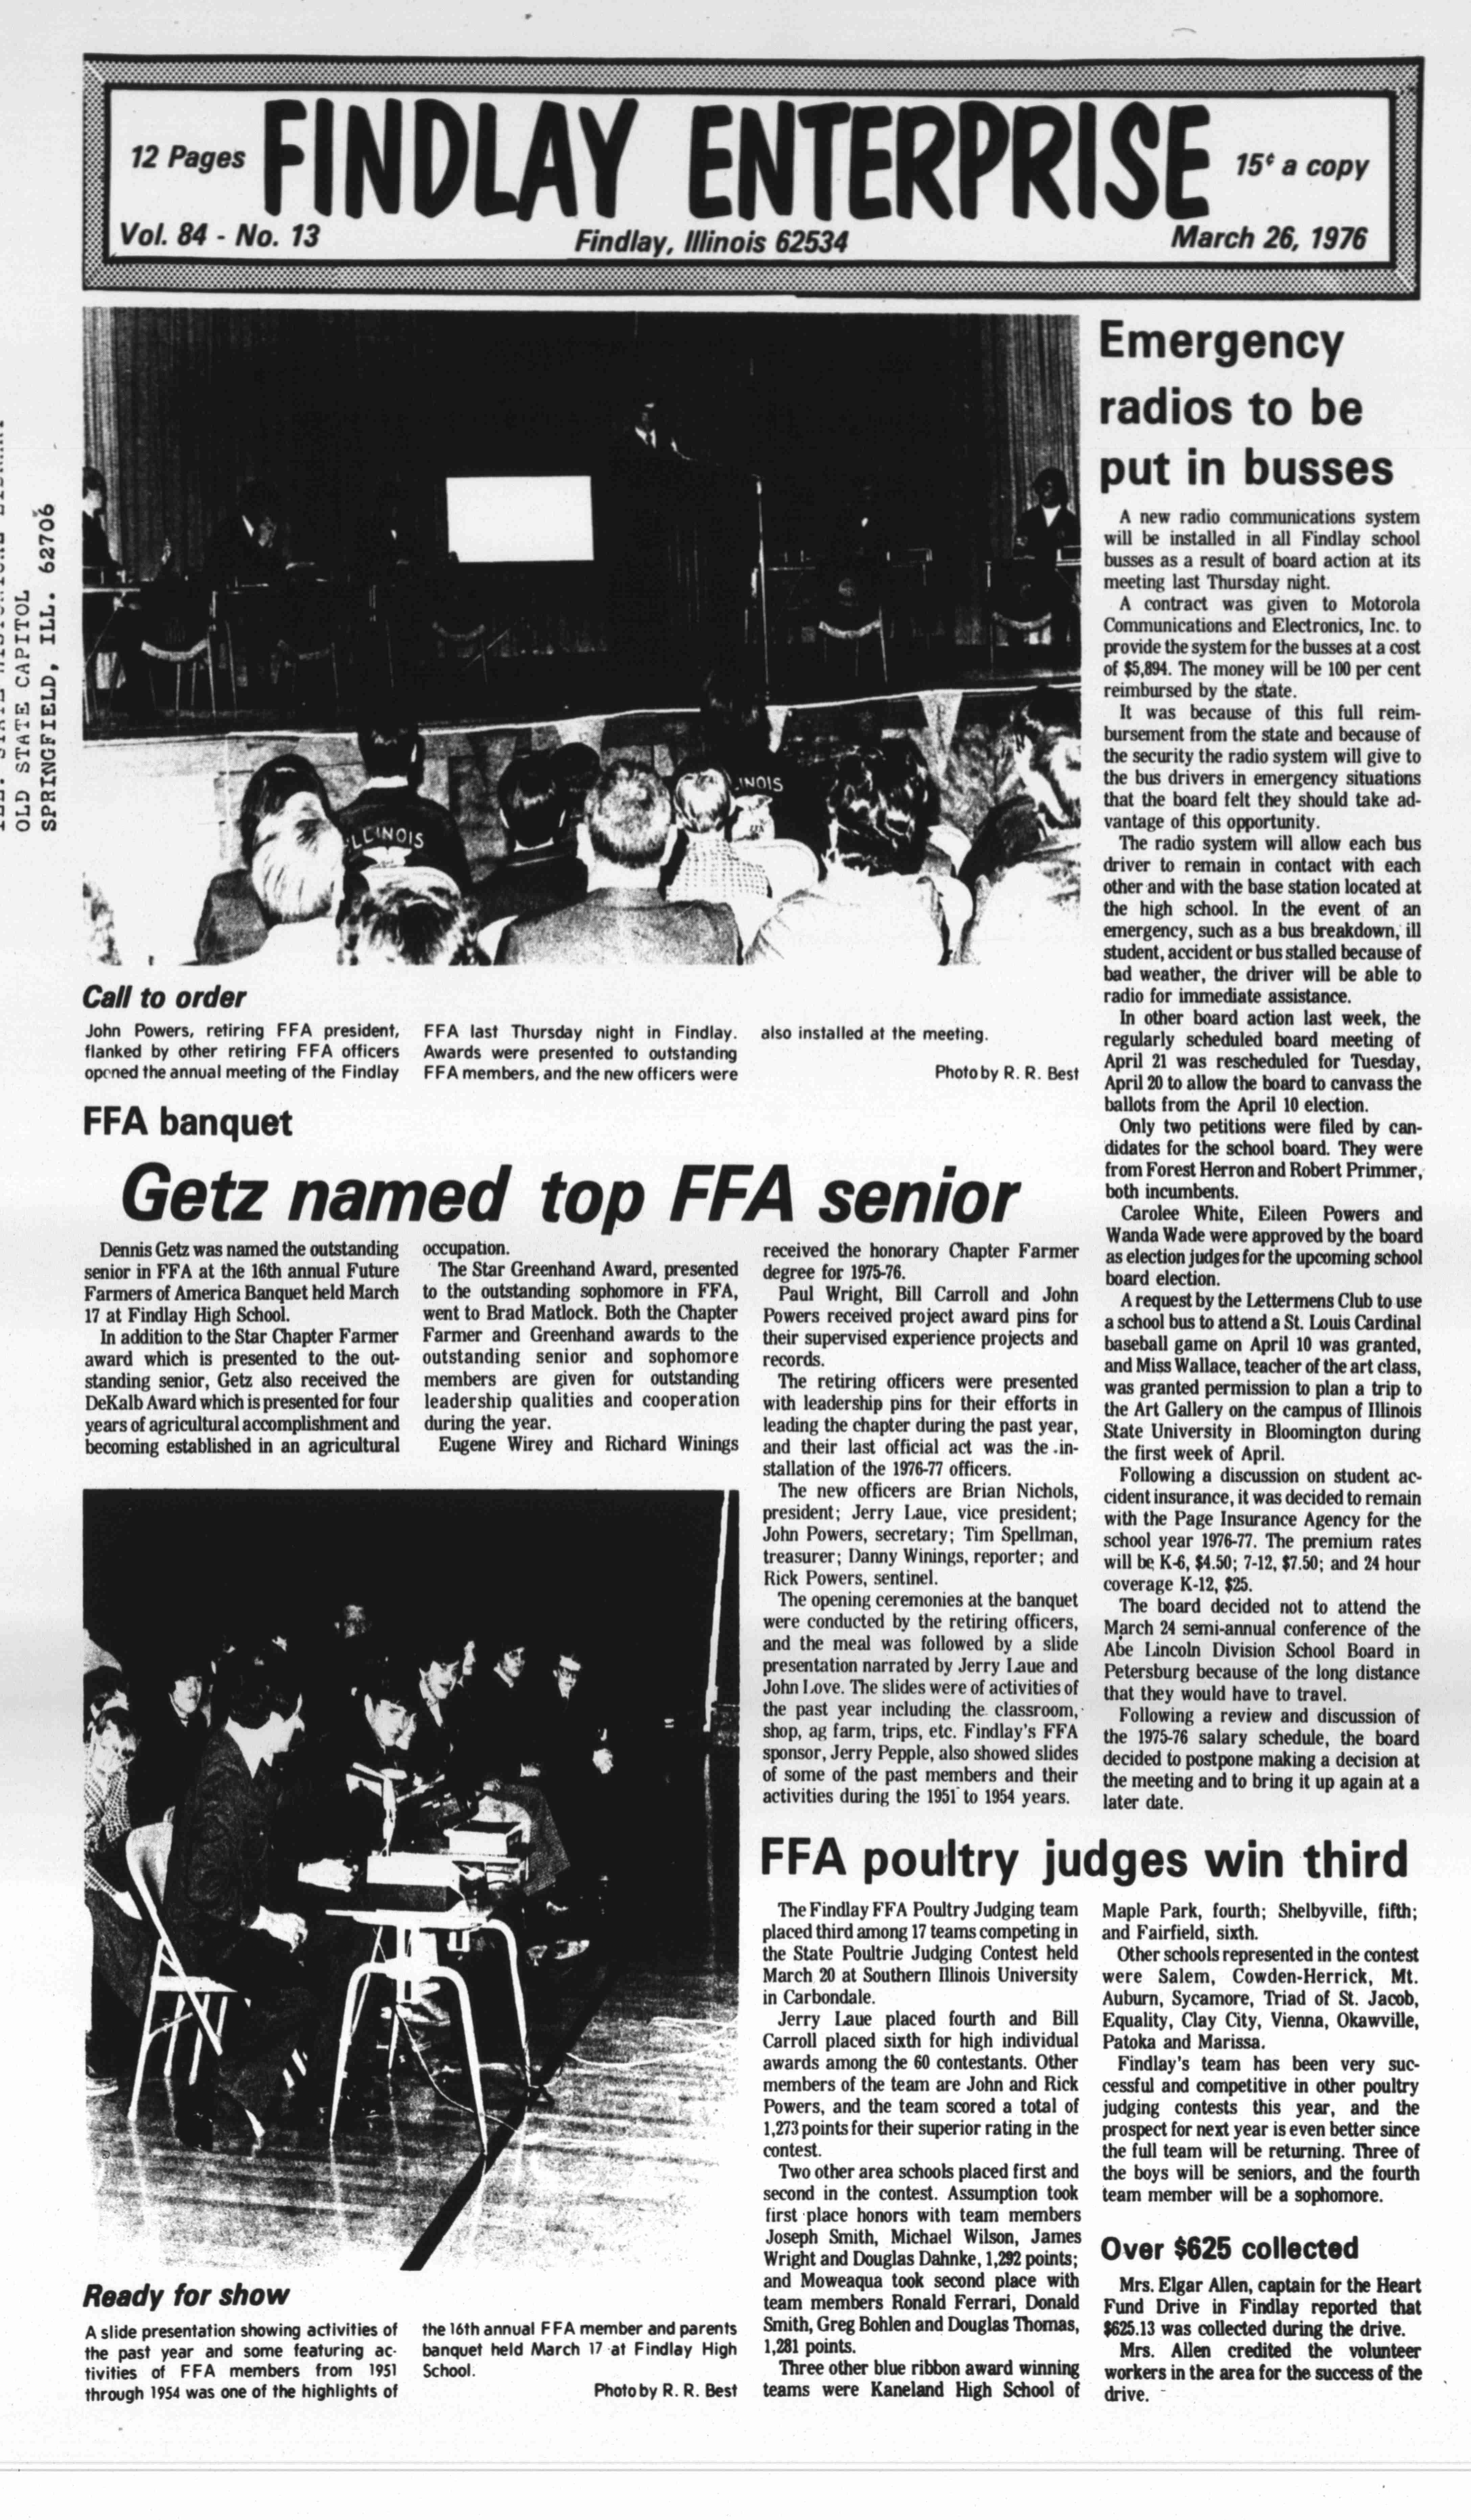 12 Pages
FINDLAY ENTERPRISE
15¢ a copy
Vol. 84 - No. 13
Findlay, Illinois 62534
March 26, 1976
OLD STATE CAPITOL
SPRINGFIELD, ILL. 62706
ILLINOIS
INOIS
Call to order
John Powers, retiring FFA president,
flanked by other retiring FFA officers
opened the annual meeting of the Findlay
FFA last Thursday night in Findlay.
Awards were presented to outstanding
FFA members, and the new officers were
also installed at the meeting.
Photo by R. R. Best
FFA banquet
Getz named top FFA senior
Dennis Getz was named the outstanding
senior in FFA at the 16th annual Future
Farmers of America Banquet held March
17 at Findlay High School.
In addition to the Star Chapter Farmer
award which is presented to the out-
standing senior, Getz also received the
DeKalb Award which is presented for four
years of agricultural accomplishment and
becoming established in an agricultural
occupation.
The Star Greenhand Award, presented
to the outstanding sophomore in FFA,
went to Brad Matlock. Both the Chapter
Farmer and Greenhand awards to the
outstanding senior and sophomore
members are given for outstanding
leadership qualities and cooperation
during the year.
Eugene Wirey and Richard Winings
received the honorary Chapter Farmer
degree for 1975-76.
Paul Wright, Bill Carroll and John
Powers received project award pins for
their supervised experience projects and
records.
The retiring officers were presented
with leadership pins for their efforts in
leading the chapter during the past year,
and their last official act was the in-
stallation of the 1976-77 officers.
The new officers are Brian Nichols,
president; Jerry Laue, vice president;
John Powers, secretary; Tim Spellman,
treasurer; Danny Winings, reporter; and
Rick Powers, sentinel.
The opening ceremonies at the banquet
were conducted by the retiring officers,
and the meal was followed by a slide
presentation narrated by Jerry Laue and
John Love. The slides were of activities of
the past year including the classroom,
shop, ag farm, trips, etc. Findlay's FFA
sponsor, Jerry Pepple, also showed slides
of some of the past members and their
activities during the 1951 to 1954 years.
Ready for show
A slide presentation showing activities of
the past year and some featuring ac-
tivities of FFA members from 1951
through 1954 was one of the highlights of
the 16th annual FFA member and parents
banquet held March 17 at Findlay High
School.
Photo by R. R. Best
Emergency
radios to be
put in busses
A new radio communications system
will be installed in all Findlay school
busses as a result of board action at its
meeting last Thursday night.
A contract was given to Motorola
Communications and Electronics, Inc. to
provide the system for the busses at a cost
of $5,894. The money will be 100 per cent
reimbursed by the state.
It was because of this full reim-
bursement from the state and because of
the security the radio system will give to
the bus drivers in emergency situations
that the board felt they should take ad-
vantage of this opportunity.
The radio system will allow each bus
driver to remain in contact with each
other and with the base station located at
the high school. In the event of an
emergency, such as a bus breakdown, ill
student, accident or bus stalled because of
bad weather, the driver will be able to
radio for immediate assistance.
In other board action last week, the
regularly scheduled board meeting of
April 21 was rescheduled for Tuesday,
April 20 to allow the board to canvass the
ballots from the April 10 election.
Only two petitions were filed by can-
didates for the school board. They were
from Forest Herron and Robert Primmer,
both incumbents.
Carolee White, Eileen Powers and
Wanda Wade were approved by the board
as election judges for the upcoming school
board election.
A request by the Lettermens Club to use
a school bus to attend a St. Louis Cardinal
baseball game on April 10 was granted,
and Miss Wallace, teacher of the art class,
was granted permission to plan a trip to
the Art Gallery on the campus of Illinois
State University in Bloomington during
the first week of April.
Following a discussion on student ac-
cident insurance, it was decided to remain
with the Page Insurance Agency for the
school year 1976-77. The premium rates
will be K-6, $4.50; 7-12, $7.50; and 24 hour
coverage K-12, $25.
The board decided not to attend the
March 24 semi-annual conference of the
Abe Lincoln Division School Board in
Petersburg because of the long distance
that they would have to travel.
Following a review and discussion of
the 1975-76 salary schedule, the board
decided to postpone making a decision at
the meeting and to bring it up again at a
later date.
FFA poultry judges win third
The Findlay FFA Poultry Judging team
placed third among 17 teams competing in
the State Poultrie Judging Contest held
March 20 at Southern Illinois University
in Carbondale.
Jerry Laue placed fourth and Bill
Carroll placed sixth for high individual
awards among the 60 contestants. Other
members of the team are John and Rick
Powers, and the team scored a total of
1,273 points for their superior rating in the
contest.
Two other area schools placed first and
second in the contest. Assumption took
first place honors with team members
Joseph Smith, Michael Wilson, James
Wright and Douglas Dahnke, 1,292 points;
and Moweaqua took second place with
team members Ronald Ferrari, Donald
Smith, Greg Bohlen and Douglas Thomas,
1,281 points.
Three other blue ribbon award winning
teams were Kaneland High School of
Maple Park, fourth; Shelbyville, fifth;
and Fairfield, sixth.
Other schools represented in the contest
were Salem, Cowden-Herrick, Mt.
Auburn, Sycamore, Triad of St. Jacob,
Equality, Clay City, Vienna, Okawville,
Patoka and Marissa.
Findlay's team has been very suc-
cessful and competitive in other poultry
judging contests this year, and the
prospect for next year is even better since
the full team will be returning. Three of
the boys will be seniors, and the fourth
team member will be a sophomore.
Over $625 collected
Mrs. Elgar Allen, captain for the Heart
Fund Drive in Findlay reported that
$625.13 was collected during the drive.
Mrs. Allen credited the volunteer
workers in the area for the success of the
drive.